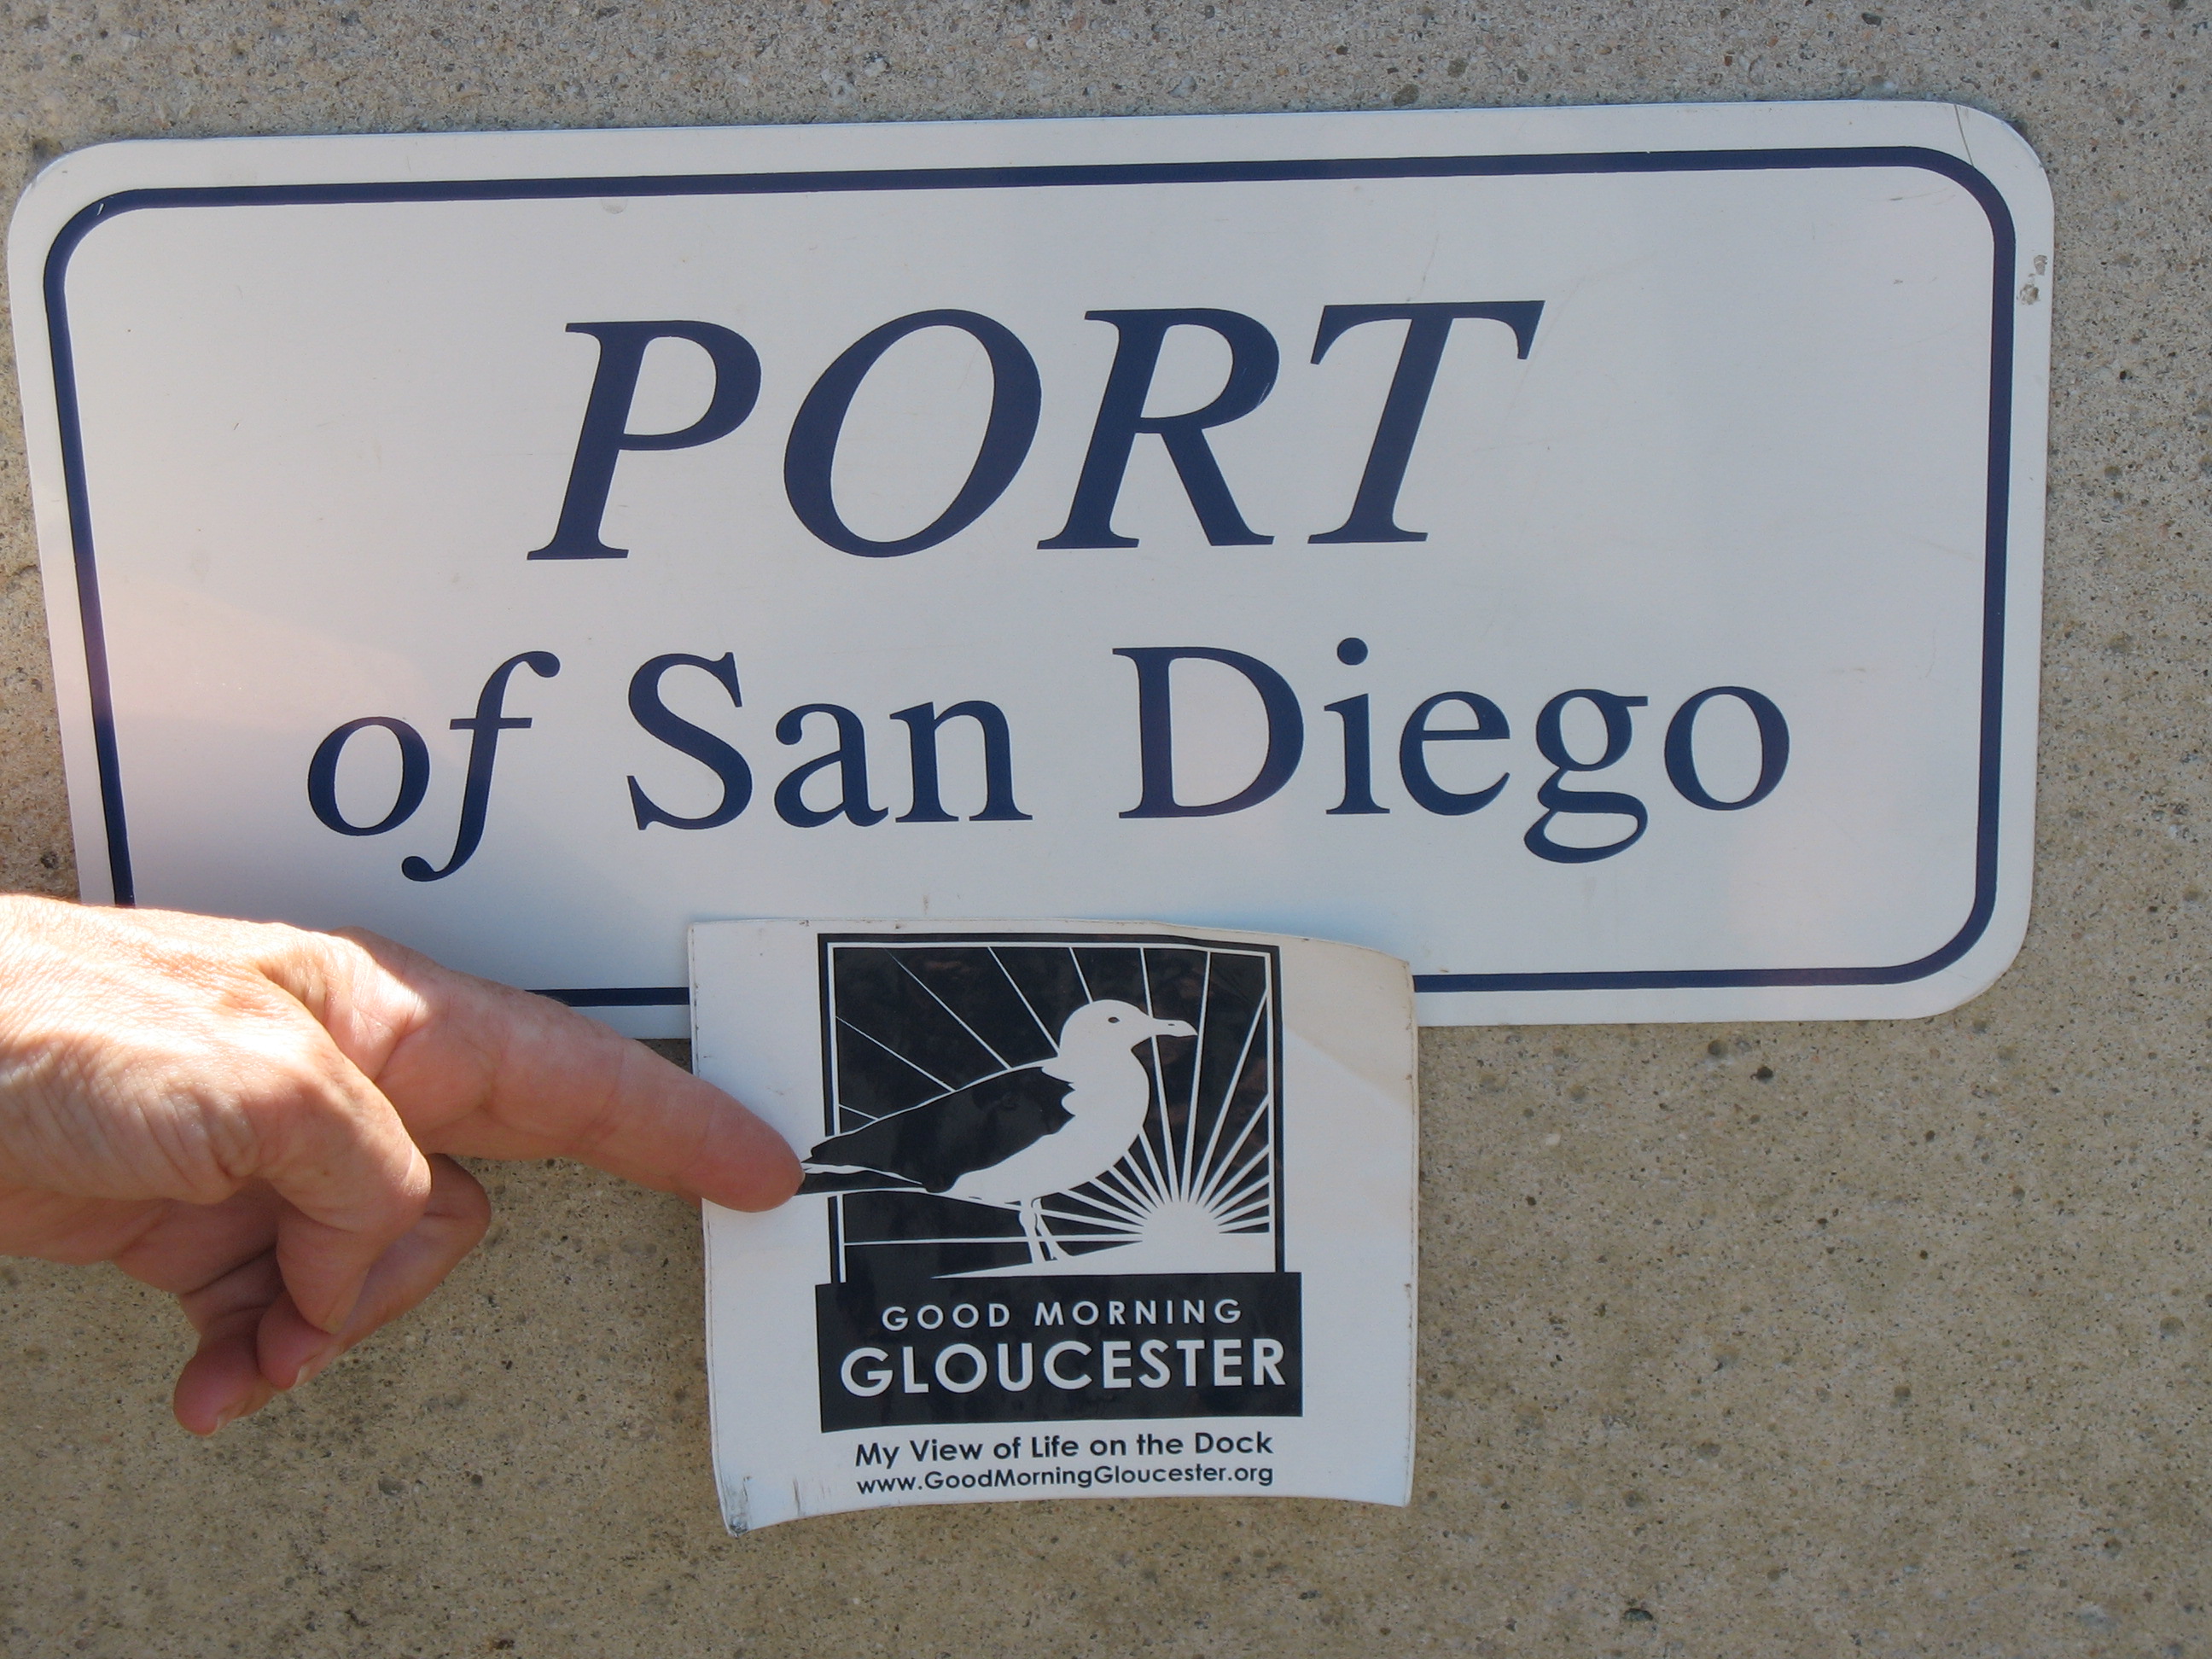 PORT
of San Diego
GOOD MORNING
GLOUCESTER
My View of Life on the Dock
www.GoodMorningGloucester.org